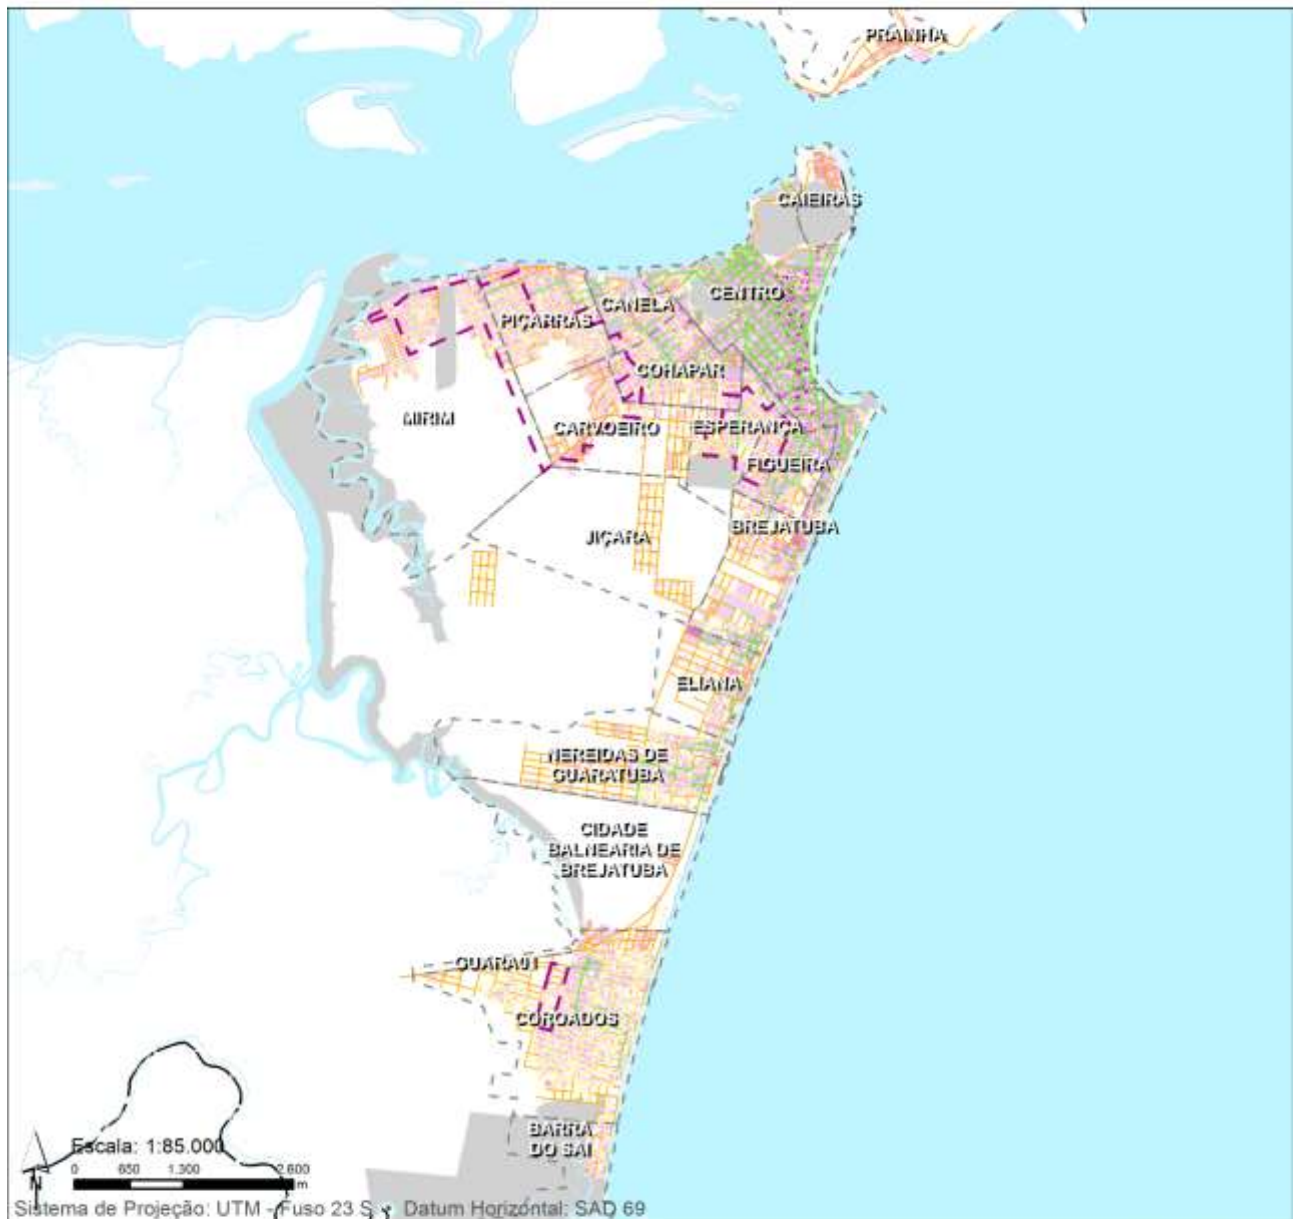 PRAINHA
CAIEIRAS
CENTRO
CANELA
PIÇARRAS
COHAPAR
MIRIM
CARVOEIRO
ESPERANÇA
FIGUEIRA
BREJATUBA
JIÇARA
ELIANA
NEREIDAS DE
GUARATUBA
CIDADE
BALNEARIA DE
BREJATUBA
GUARA01
COROADOS
BARRA
DO SAI
Escala: 1:85.000
0 650 1.300 2.600
m
N
Sistema de Projeção: UTM - Fuso 23 S - Datum Horizontal: SAD 69